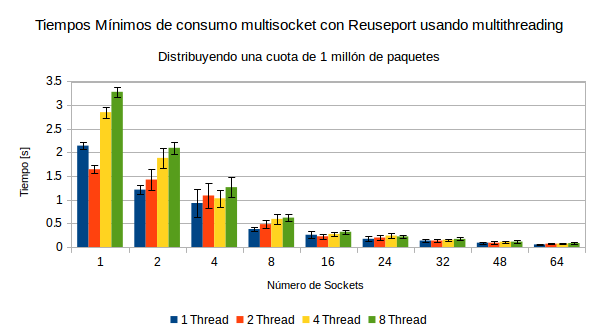 Tiempos Mínimos de consumo multisocket con Reuseport usando multithreading
Distribuyendo una cuota de 1 millón de paquetes
Tiempo [s]
3.5
3
2.5
2
1.5
1
0.5
0
1 2 4 8 16 24 32 48 64
Número de Sockets
1 Thread 2 Thread 4 Thread 8 Thread